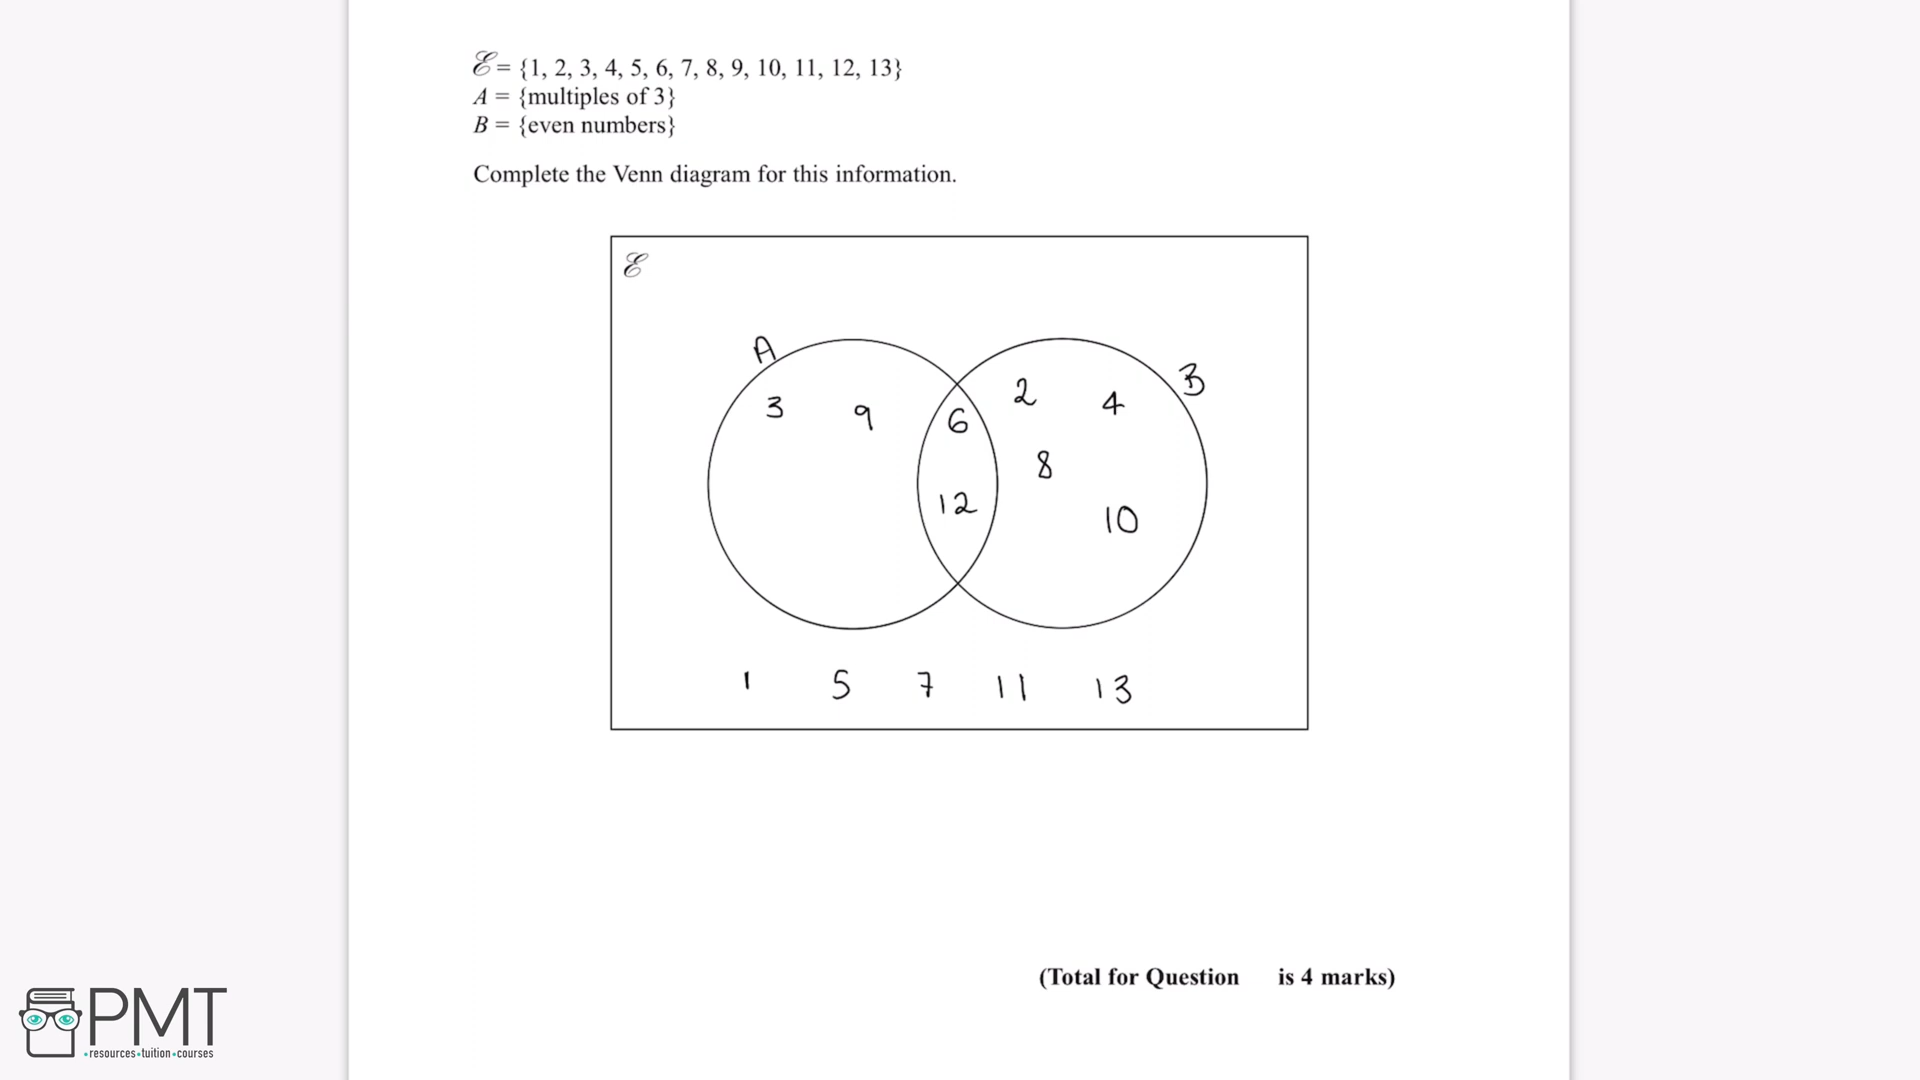 ℰ = {1, 2, 3, 4, 5, 6, 7, 8, 9, 10, 11, 12, 13}
A = {multiples of 3}
B = {even numbers}
Complete the Venn diagram for this information.
ℰ
A
B
3 9 6 2 4
8
12 10
1 5 7 11 13
(Total for Question is 4 marks)
PMT
•resources•tuition•courses